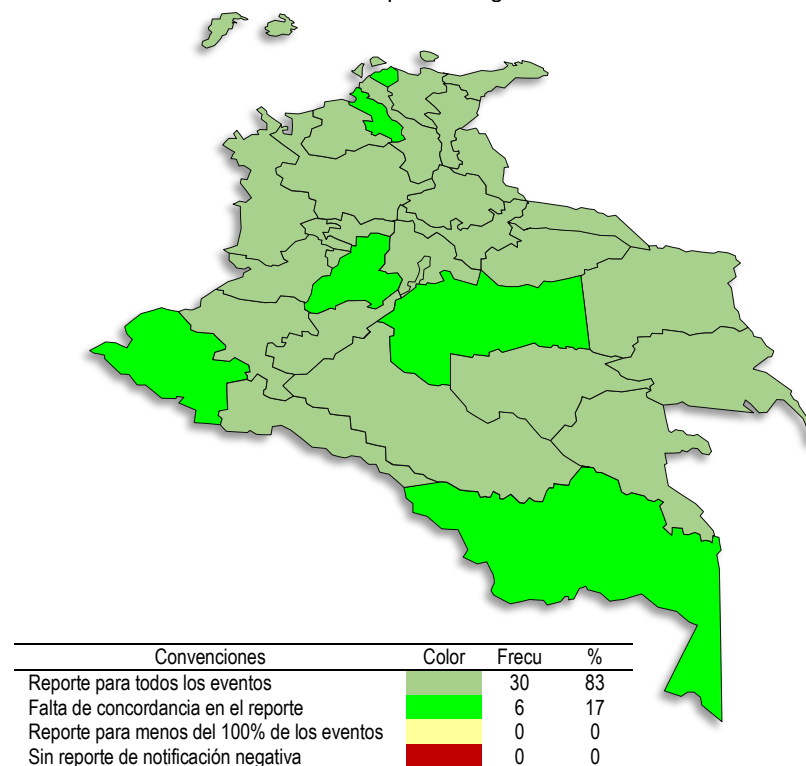 Convenciones Color Frecu %
Reporte para todos los eventos 30 83
Falta de concordancia en el reporte 6 17
Reporte para menos del 100% de los eventos 0 0
Sin reporte de notificación negativa 0 0